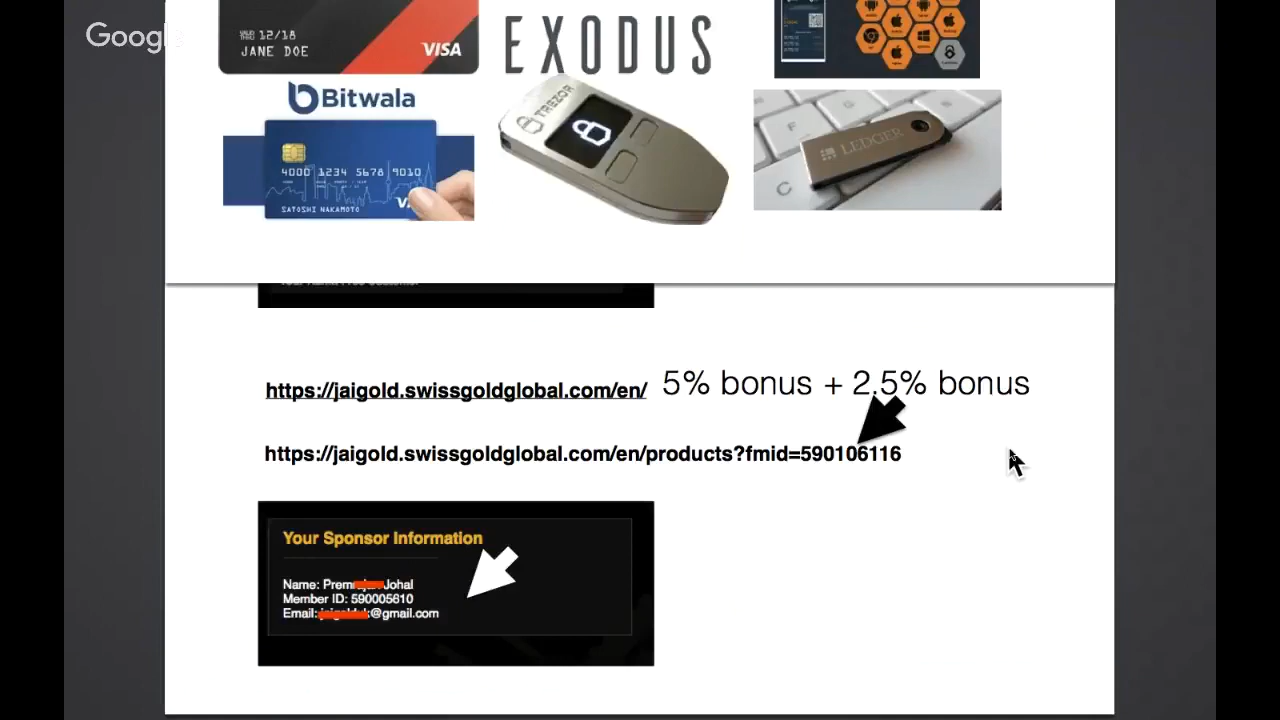 Google
12/18
JANE DOE
VISA
EXODUS
Bitwala
4000 1234 5678 9010
SATOSHI NAKAMOTO
TREZOR
LEDGER
https://jaigold.swissgoldglobal.com/en/ 5% bonus + 2.5% bonus
https://jaigold.swissgoldglobal.com/en/products?fmid=590106116
Your Sponsor Information
Name: Prem Johal
Member ID: 590005610
Email: @gmail.com